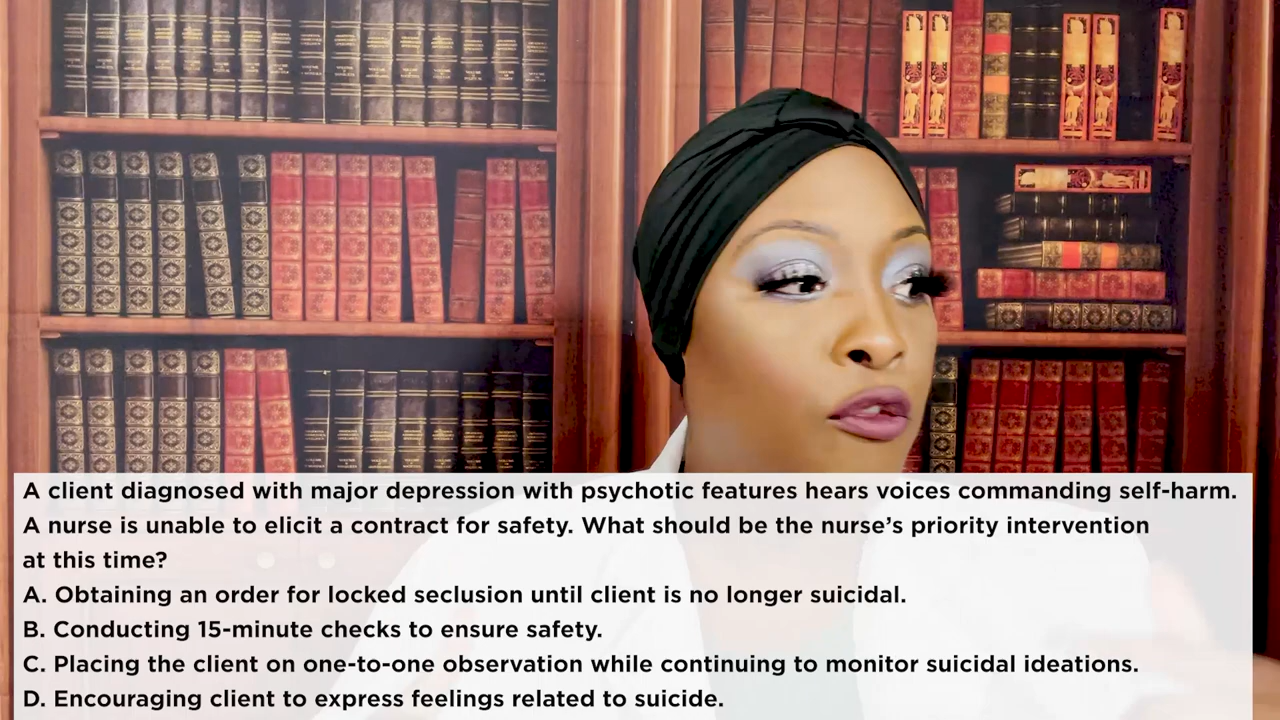 A client diagnosed with major depression with psychotic features hears voices commanding self-harm.
A nurse is unable to elicit a contract for safety. What should be the nurse's priority intervention
at this time?
A. Obtaining an order for locked seclusion until client is no longer suicidal.
B. Conducting 15-minute checks to ensure safety.
C. Placing the client on one-to-one observation while continuing to monitor suicidal ideations.
D. Encouraging client to express feelings related to suicide.